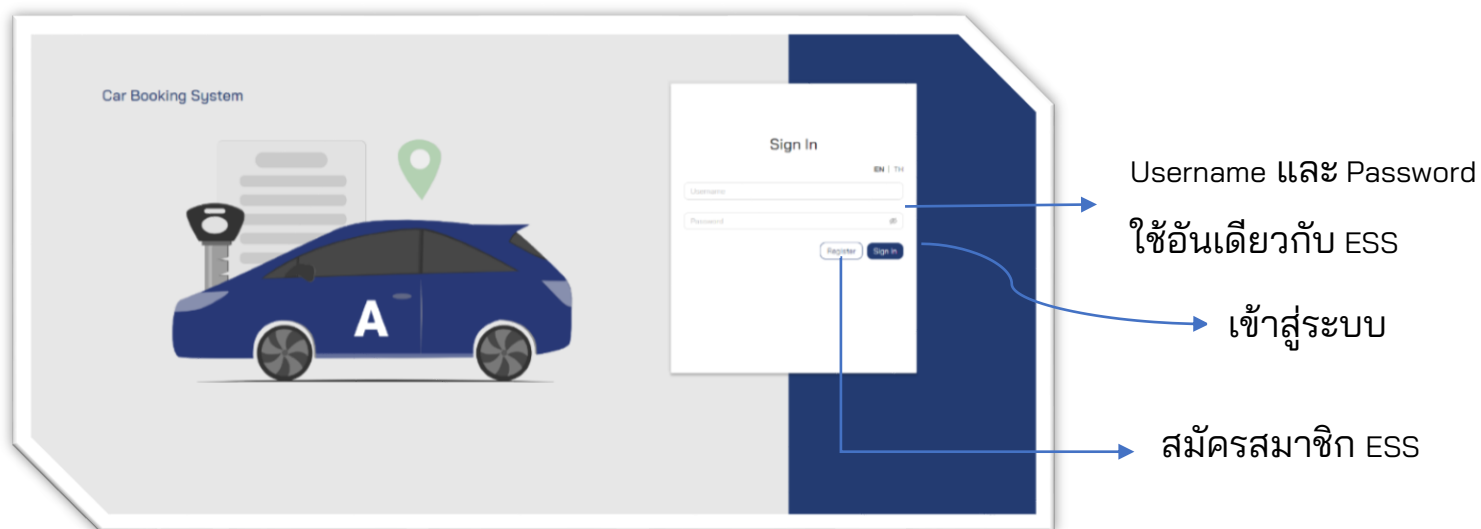 Car Booking System
Sign In
EN | TH
Username
Password
Register
Sign In
A
Username และ Password
ใช้อันเดียวกับ ESS
เข้าสู่ระบบ
สมัครสมาชิก ESS